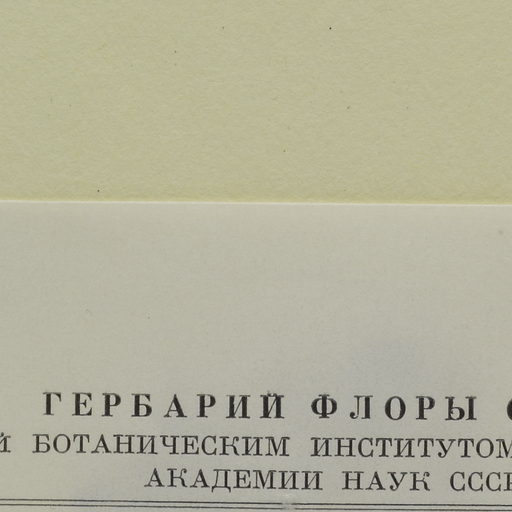 ГЕРБАРИЙ ФЛОРЫ
БОТАНИЧЕСКИМ ИНСТИТУТОМ
АКАДЕМИИ НАУК СССР